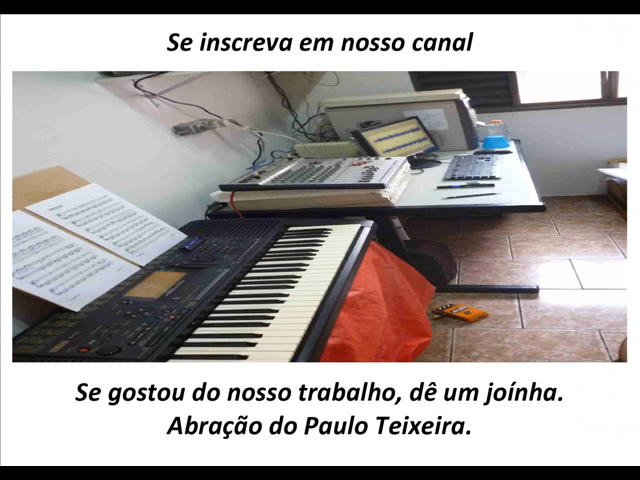 Se inscreva em nosso canal
Se gostou do nosso trabalho, dê um joínha.
Abração do Paulo Teixeira.